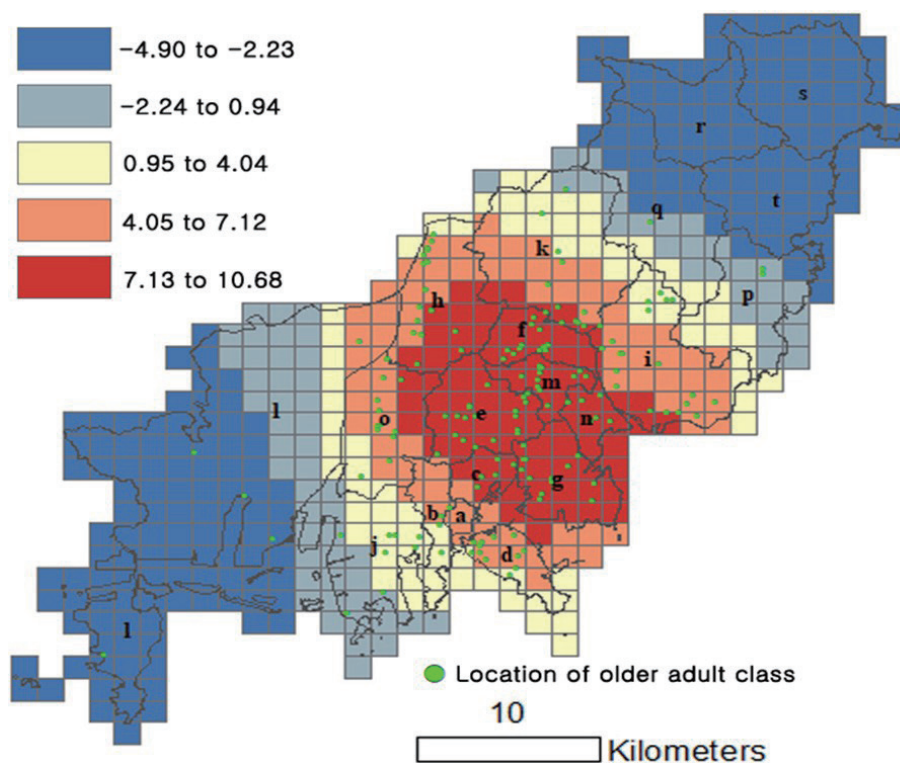 −4.90 to −2.23
−2.24 to 0.94
0.95 to 4.04
4.05 to 7.12
7.13 to 10.68
s
r
t
q
k
p
h
f
i
m
l
o
e
n
c
g
b
a
j
d
l
Location of older adult class
10
Kilometers